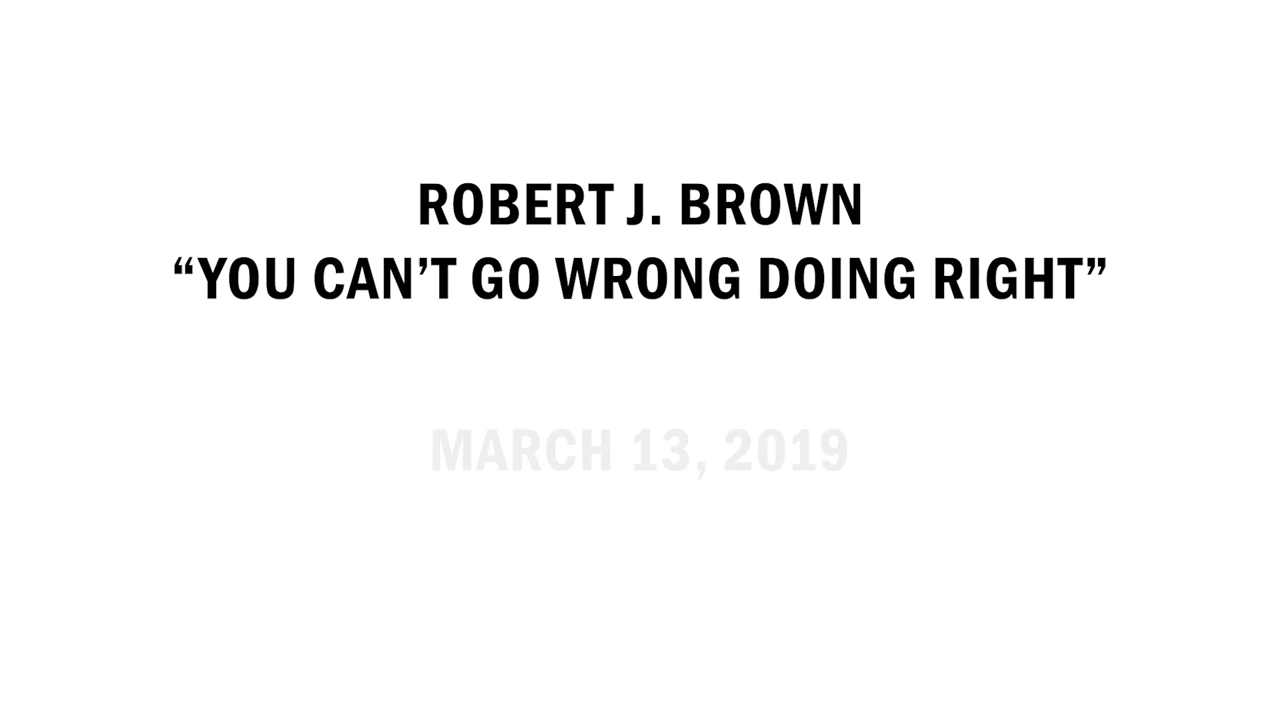 ROBERT J. BROWN
“YOU CAN’T GO WRONG DOING RIGHT”
MARCH 13, 2019